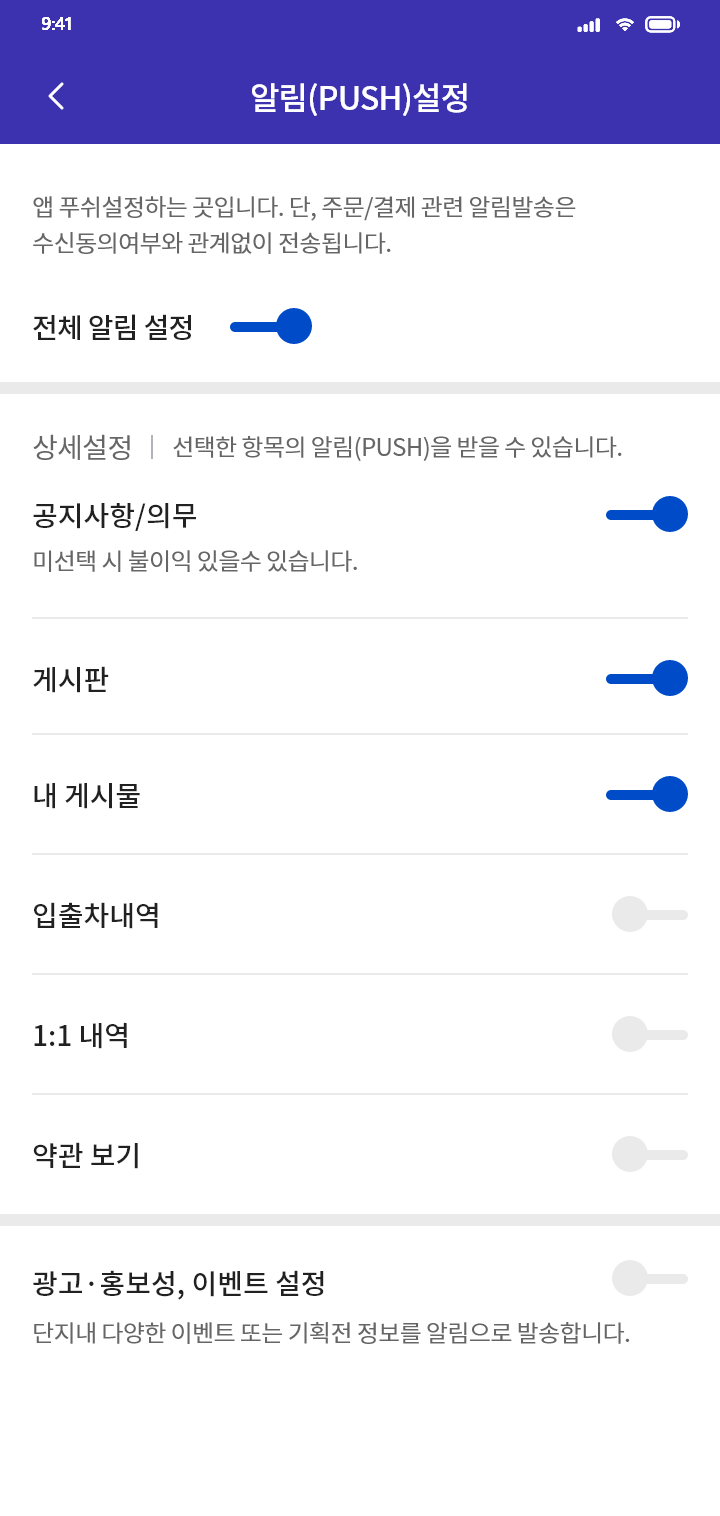 9:41
알림(PUSH)설정
앱 푸쉬설정하는 곳입니다. 단, 주문/결제 관련 알림발송은
수신동의여부와 관계없이 전송됩니다.
전체 알림 설정
상세설정 | 선택한 항목의 알림(PUSH)을 받을 수 있습니다.
공지사항/의무
미선택 시 불이익 있을수 있습니다.
게시판
내 게시물
입출차내역
1:1 내역
약관 보기
광고·홍보성, 이벤트 설정
단지내 다양한 이벤트 또는 기획전 정보를 알림으로 발송합니다.